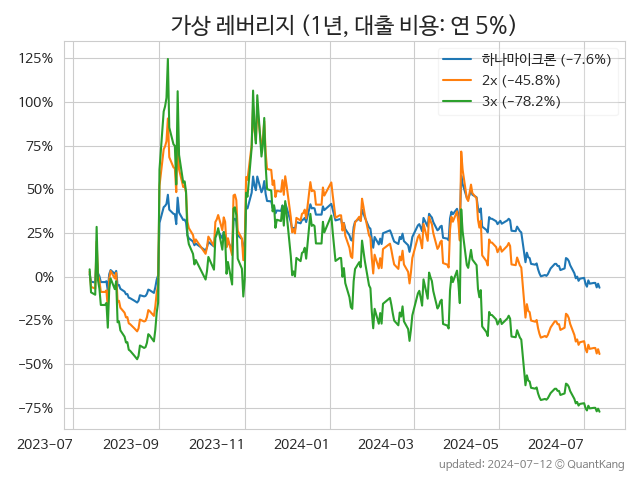 가상 레버리지 (1년, 대출 비용: 연 5%)
하나마이크론 (−7.6%)
2x (−45.8%)
3x (−78.2%)
125%
100%
75%
50%
25%
0%
−25%
−50%
−75%
2023-07 2023-09 2023-11 2024-01 2024-03 2024-05 2024-07
updated: 2024-07-12 © QuantKang